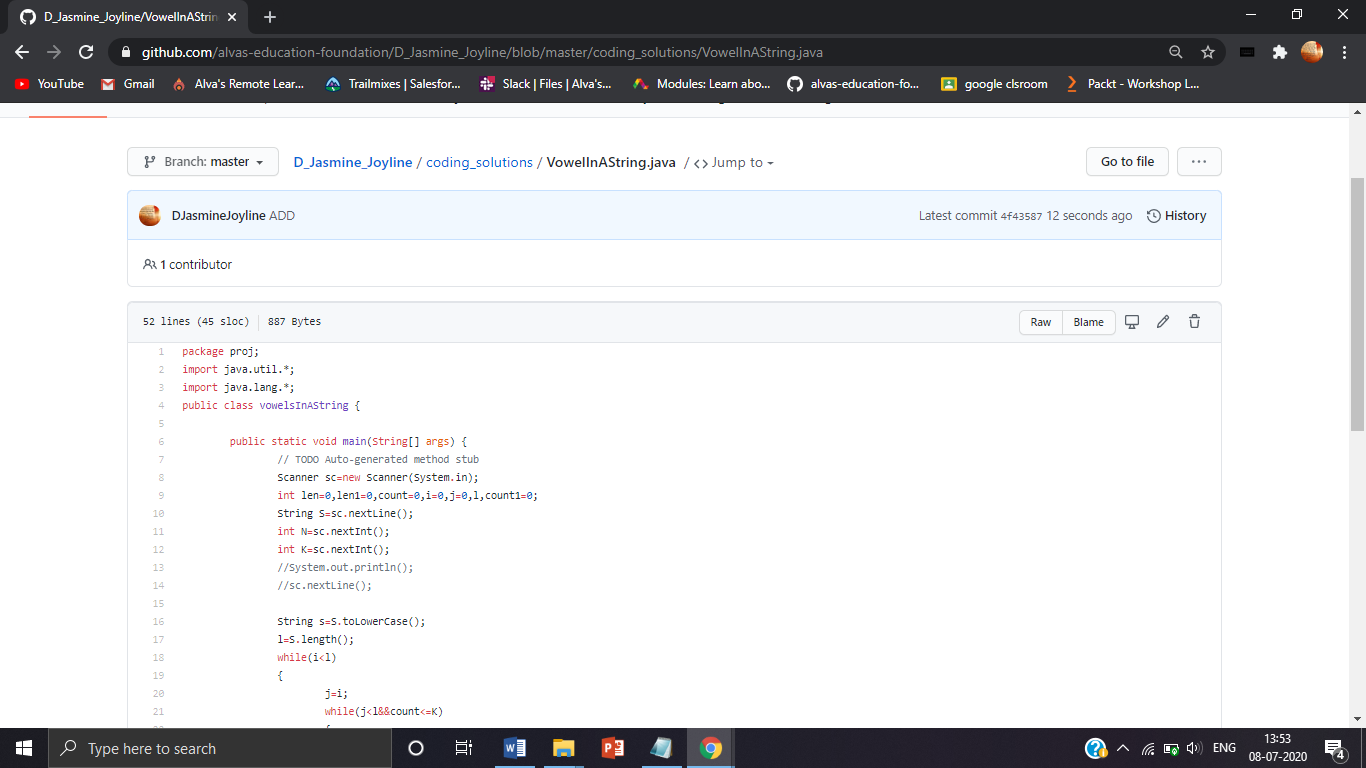 D_Jasmine_Joyline/VowelInAStrin
github.com/alvas-education-foundation/D_Jasmine_Joyline/blob/master/coding_solutions/VowelInAString.java
YouTube Gmail Alva's Remote Lear... Trailmixes | Salesfor... Slack | Files | Alva's... Modules: Learn abo... alvas-education-fo... google clsroom Packt - Workshop L...
Branch: master D_Jasmine_Joyline / coding_solutions / VowelInAString.java / <> Jump to Go to file ...
DJasmineJoyline ADD Latest commit 4f43587 12 seconds ago History
1 contributor
52 lines (45 sloc) 887 Bytes Raw Blame
1 package proj;
2 import java.util.*;
3 import java.lang.*;
4 public class vowelsInAString {
5
6 public static void main(String[] args) {
7 // TODO Auto-generated method stub
8 Scanner sc=new Scanner(System.in);
9 int len=0,len1=0,count=0,i=0,j=0,l,count1=0;
10 String S=sc.nextLine();
11 int N=sc.nextInt();
12 int K=sc.nextInt();
13 //System.out.println();
14 //sc.nextLine();
15
16 String s=S.toLowerCase();
17 l=S.length();
18 while(i<l)
19 {
20 j=i;
21 while(j<l&&count<=K)
Type here to search ENG 13:53
08-07-2020 4